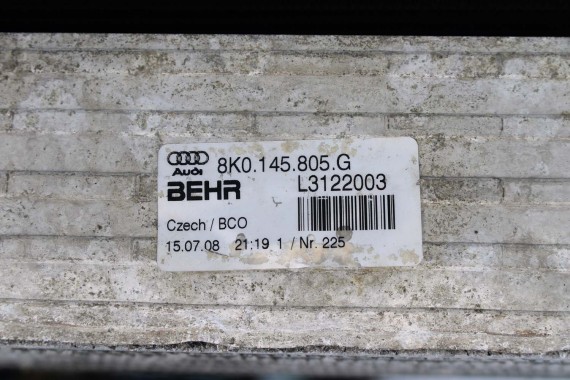 Audi 8K0.145.805.G
BEHR L3122003
Czech / BCO
15.07.08 21:19 1 / Nr. 225